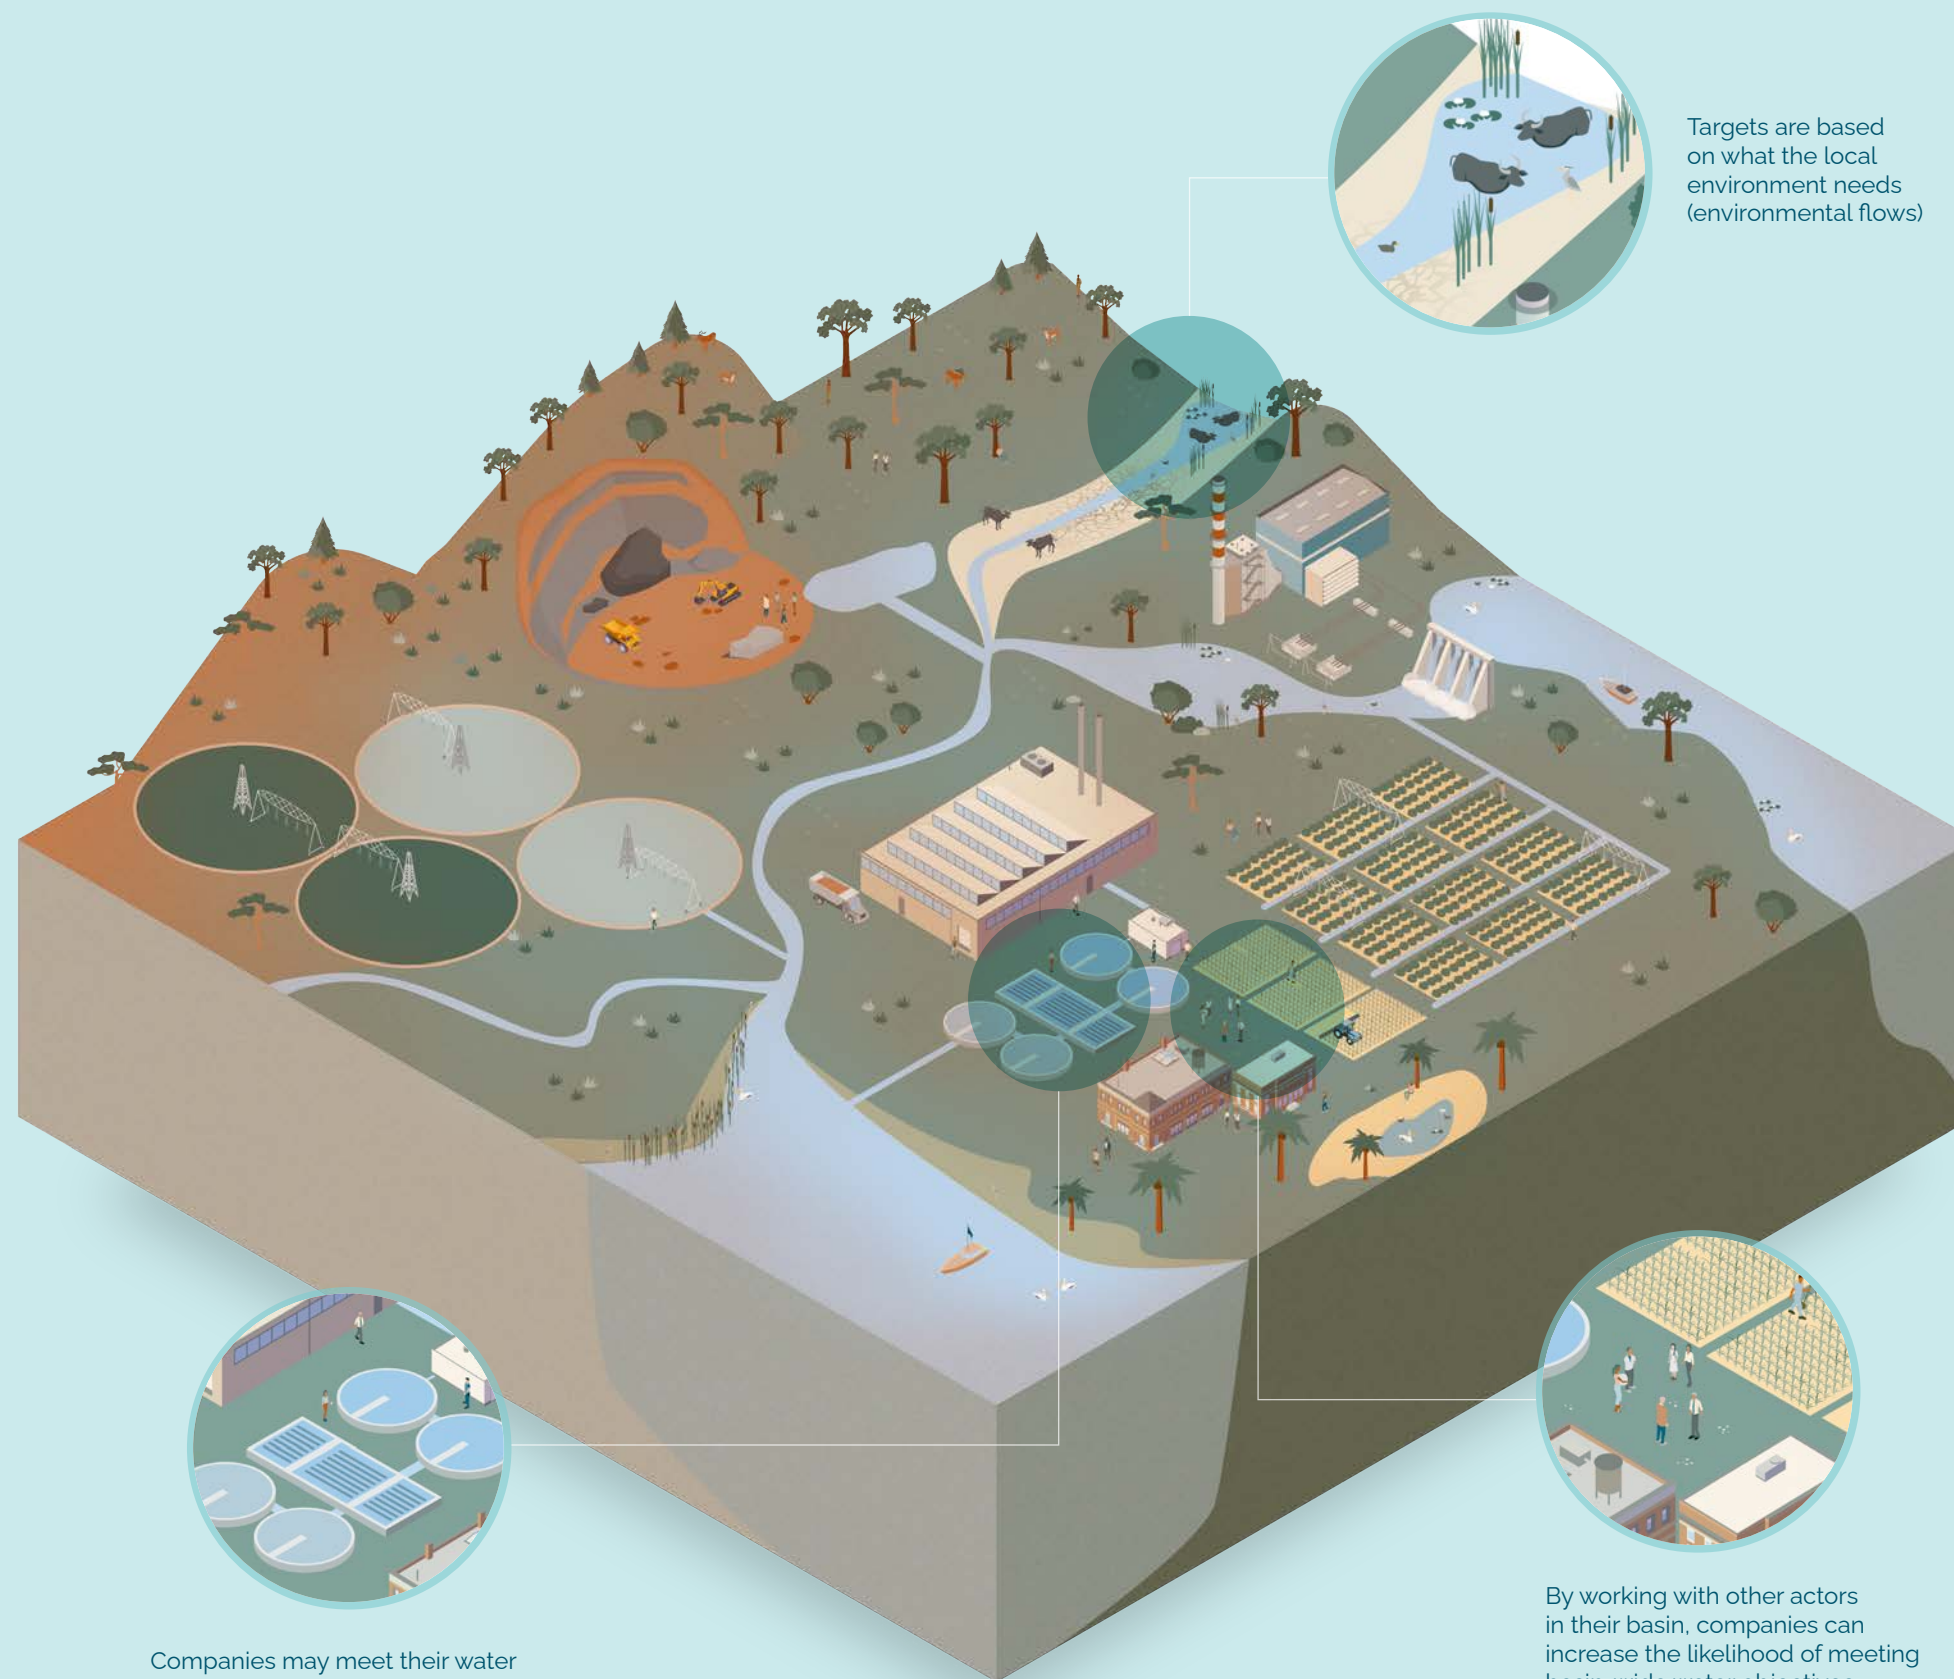 Targets are based
on what the local
environment needs
(environmental flows)
Companies may meet their water
By working with other actors
in their basin, companies can
increase the likelihood of meeting